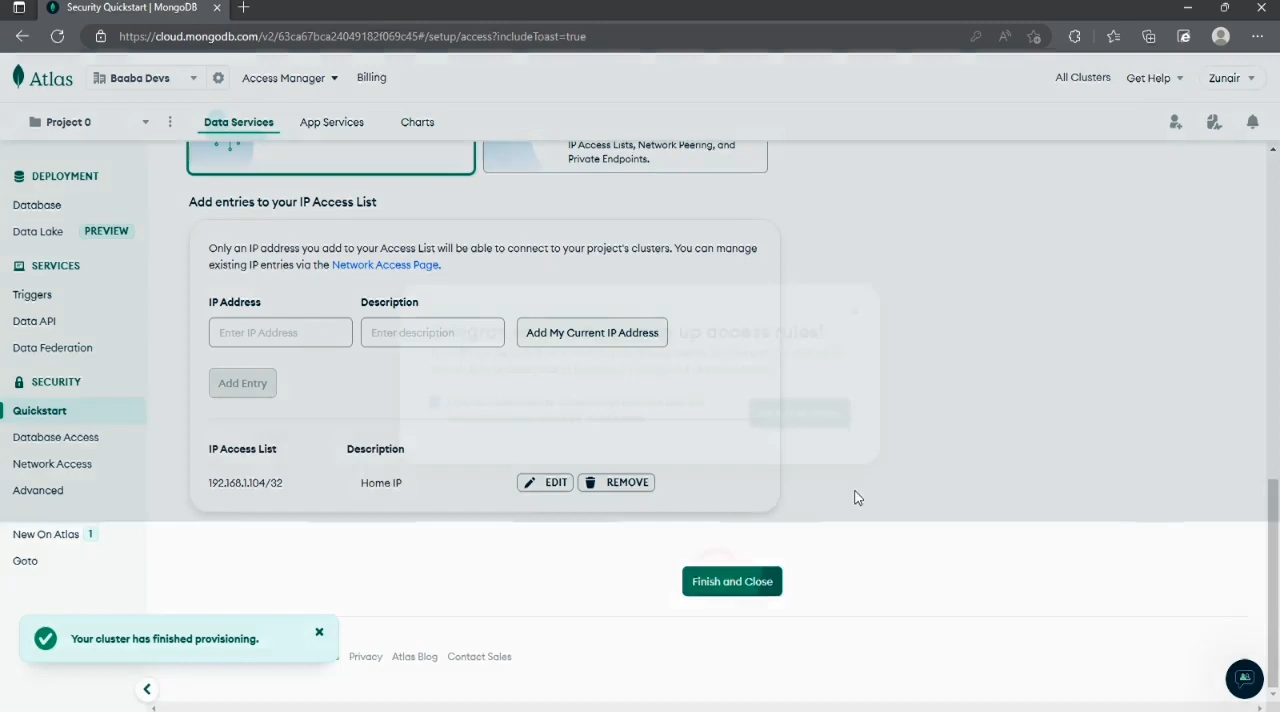 Security Quickstart | MongoDB
https://cloud.mongodb.com/v2/63ca67bca24049182f069c45#/setup/access?includeToast=true
Atlas
Baaba Devs
Access Manager
Billing
All Clusters
Get Help
Zunair
Project 0
Data Services
App Services
Charts
IP Access Lists, Network Peering, and
Private Endpoints.
DEPLOYMENT
Database
Data Lake PREVIEW
SERVICES
Triggers
Data API
Data Federation
SECURITY
Quickstart
Database Access
Network Access
Advanced
New On Atlas 1
Goto
Add entries to your IP Access List
Only an IP address you add to your Access List will be able to connect to your project's clusters. You can manage
existing IP entries via the Network Access Page.
IP Address Description
Enter IP Address Enter description Add My Current IP Address
up access rules!
Add Entry
IP Access List Description
192.168.1.104/32 Home IP EDIT REMOVE
Finish and Close
Your cluster has finished provisioning.
Privacy Atlas Blog Contact Sales